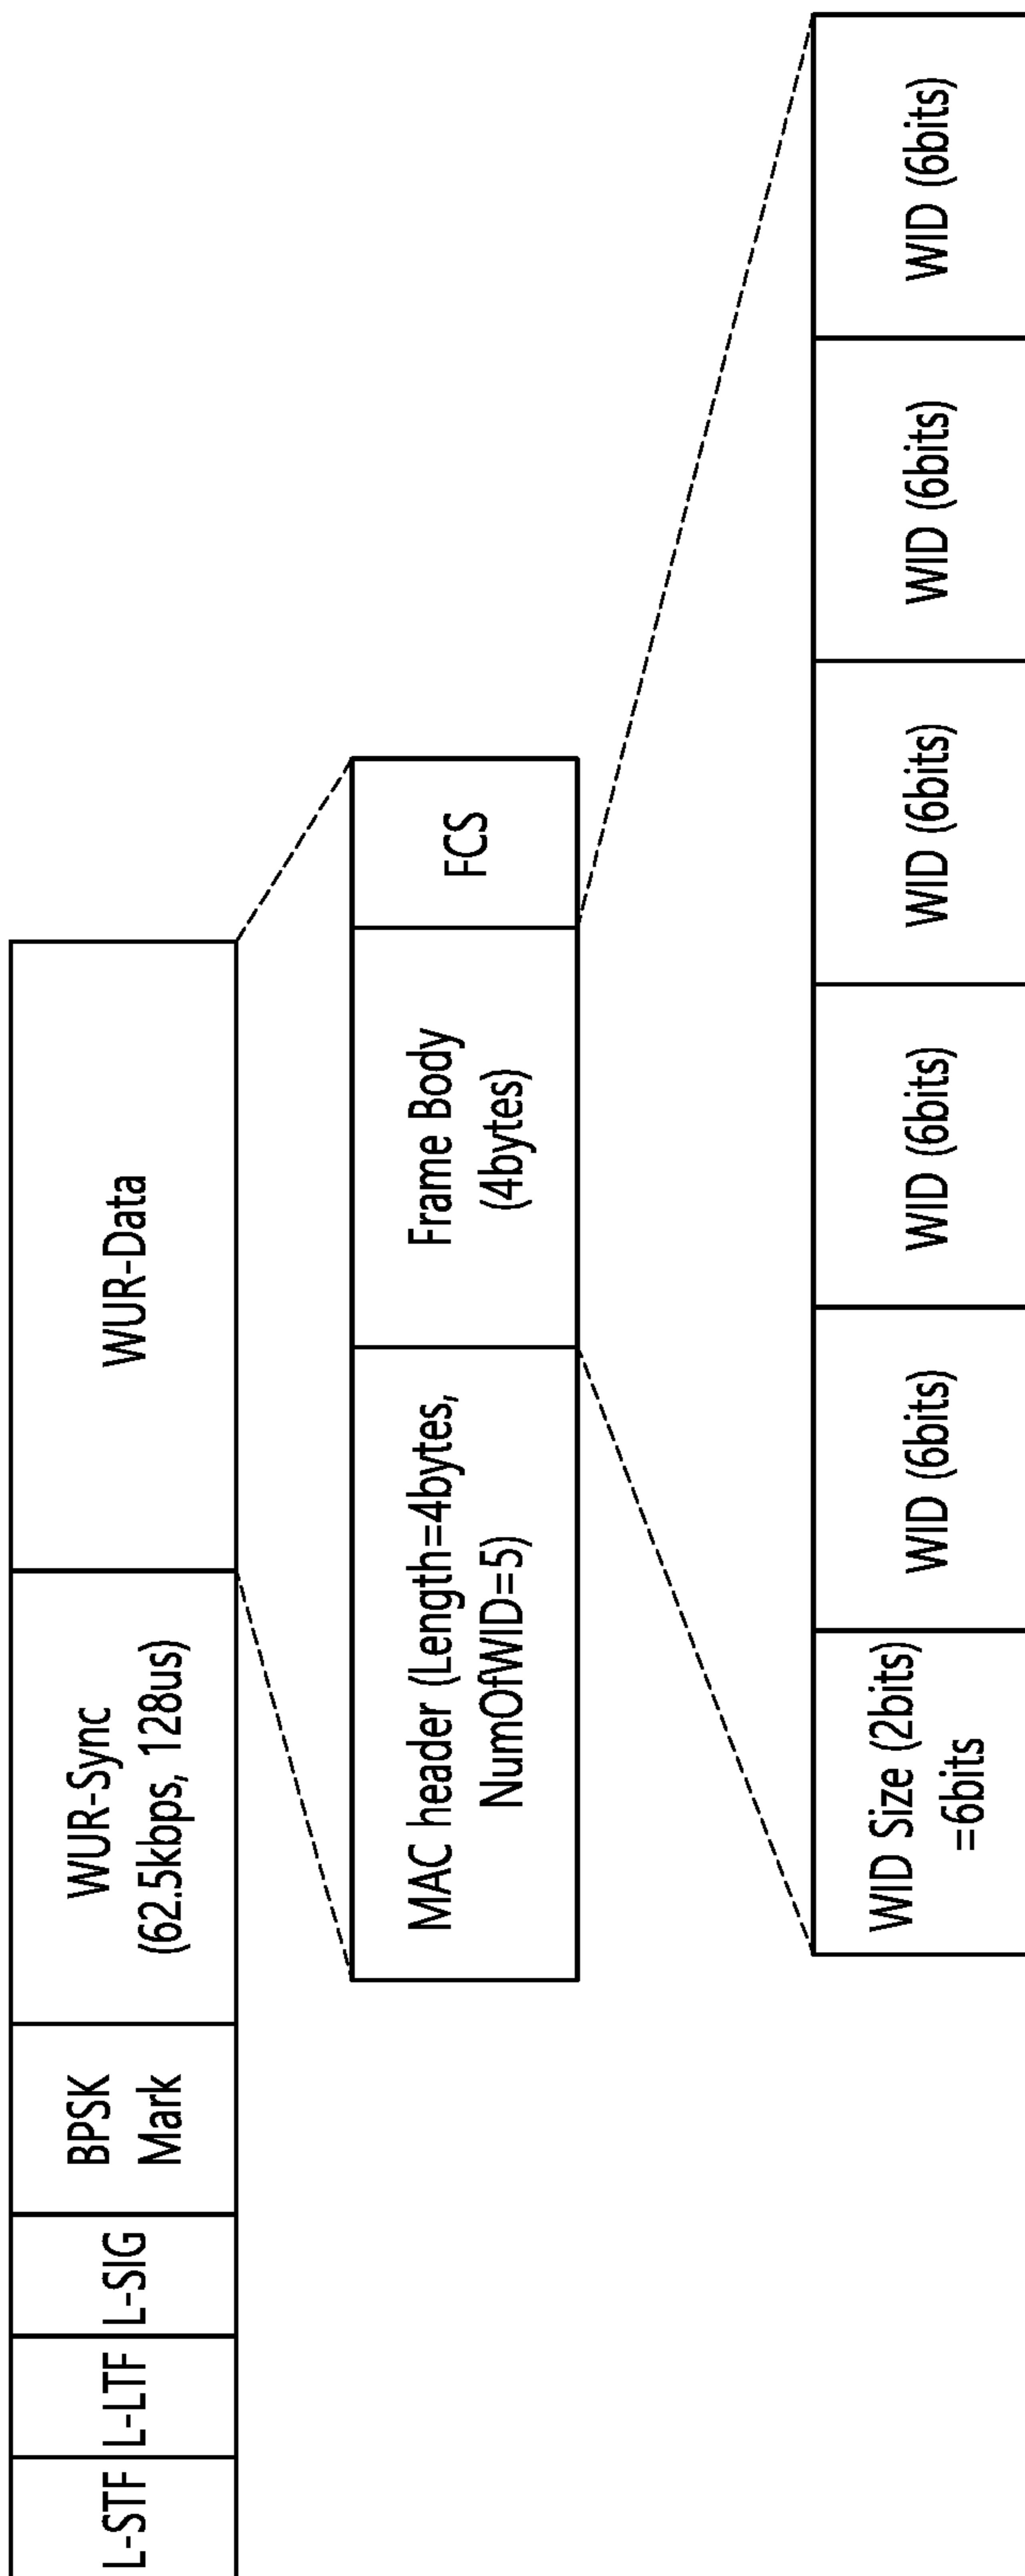 L-STF
L-LTF
L-SIG
BPSK
Mark
WUR-Sync
(62.5kbps, 128us)
WUR-Data
MAC header (Length=4bytes,
NumOfWID=5)
Frame Body
(4bytes)
FCS
WID Size (2bits)
=6bits
WID (6bits)
WID (6bits)
WID (6bits)
WID (6bits)
WID (6bits)